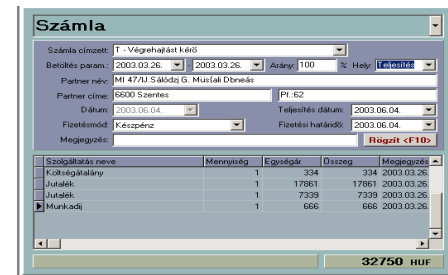 Számla
Számla címzett: T - Végrehajtást kérő
Betöltés param.: 2003.03.26. - 2003.03.26. Arány: 100 % Hely: Teljesítés
Partner név: MI 47/IJ.Sálódzj G. Müsfali Dbneás
Partner címe: 6600 Szentes Pf.:62
Dátum: 2003.06.04. Teljesítés dátum: 2003.06.04.
Fizetésmód: Készpénz Fizetési határidő: 2003.06.04.
Megjegyzés: Rögzít <F10>
Szolgáltatás neve Mennyiség Egységár Összeg Megjegyzés
Költségátalány 1 334 334 2003.03.26.
Jutalék 1 17861 17861 2003.03.26.
Jutalék 1 7339 7339 2003.03.26.
Munkadíj 1 666 666 2003.03.26.
32750 HUF